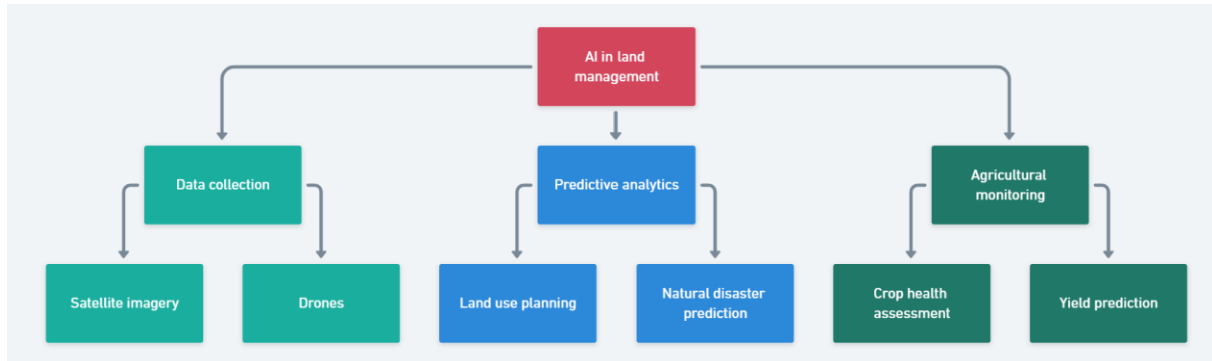 AI in land
management
Data collection
Predictive analytics
Agricultural
monitoring
Satellite imagery
Drones
Land use planning
Natural disaster
prediction
Crop health
assessment
Yield prediction